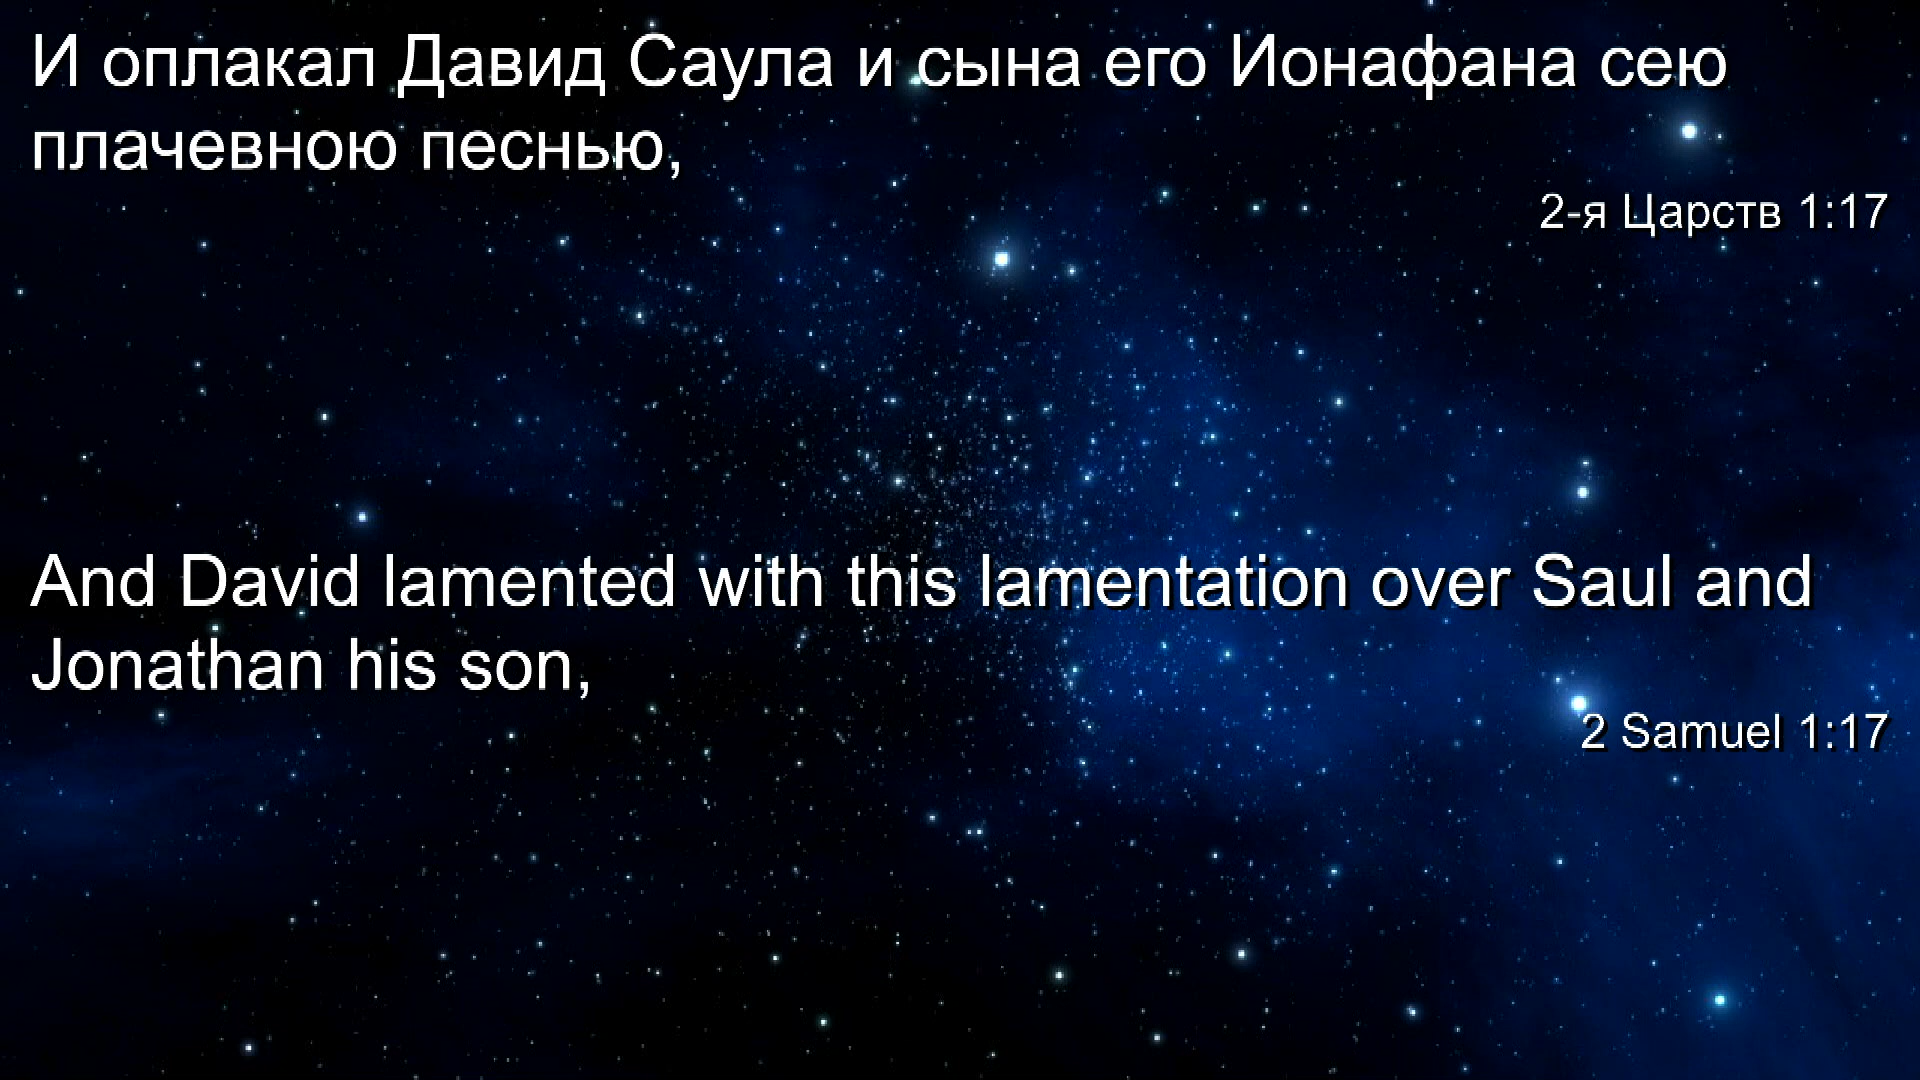 И оплакал Давид Саула и сына его Ионафана сею
плачевною песнью,
2-я Царств 1:17
And David lamented with this lamentation over Saul and
Jonathan his son,
2 Samuel 1:17